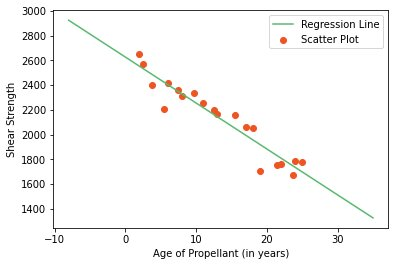 3000
2800
2600
2400
2200
2000
1800
1600
1400
Shear Strength
Regression Line
Scatter Plot
−10 0 10 20 30
Age of Propellant (in years)